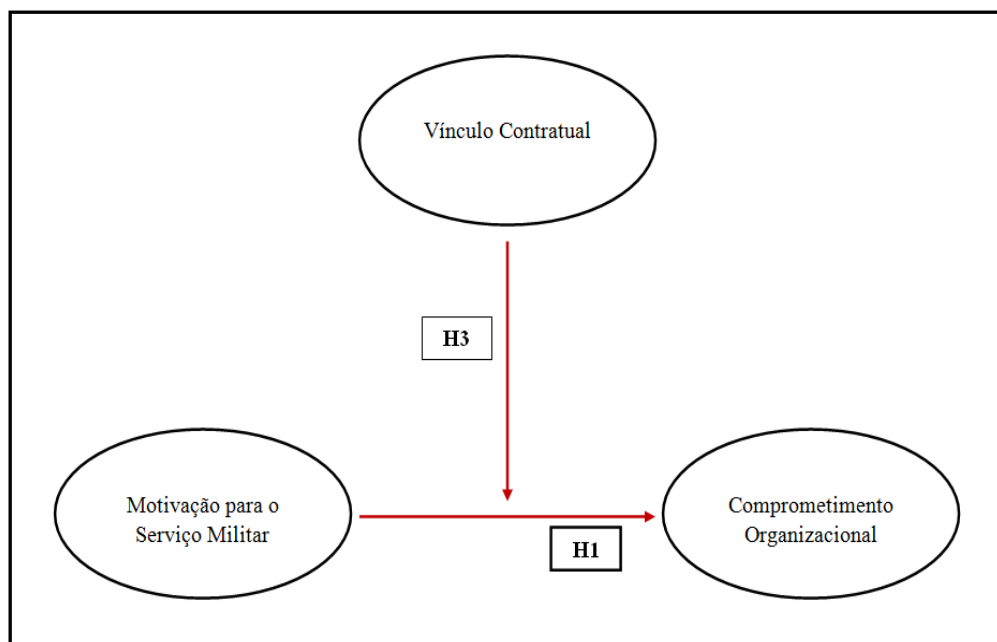 Vínculo Contratual
H3
Motivação para o
Serviço Militar
H1
Comprometimento
Organizacional